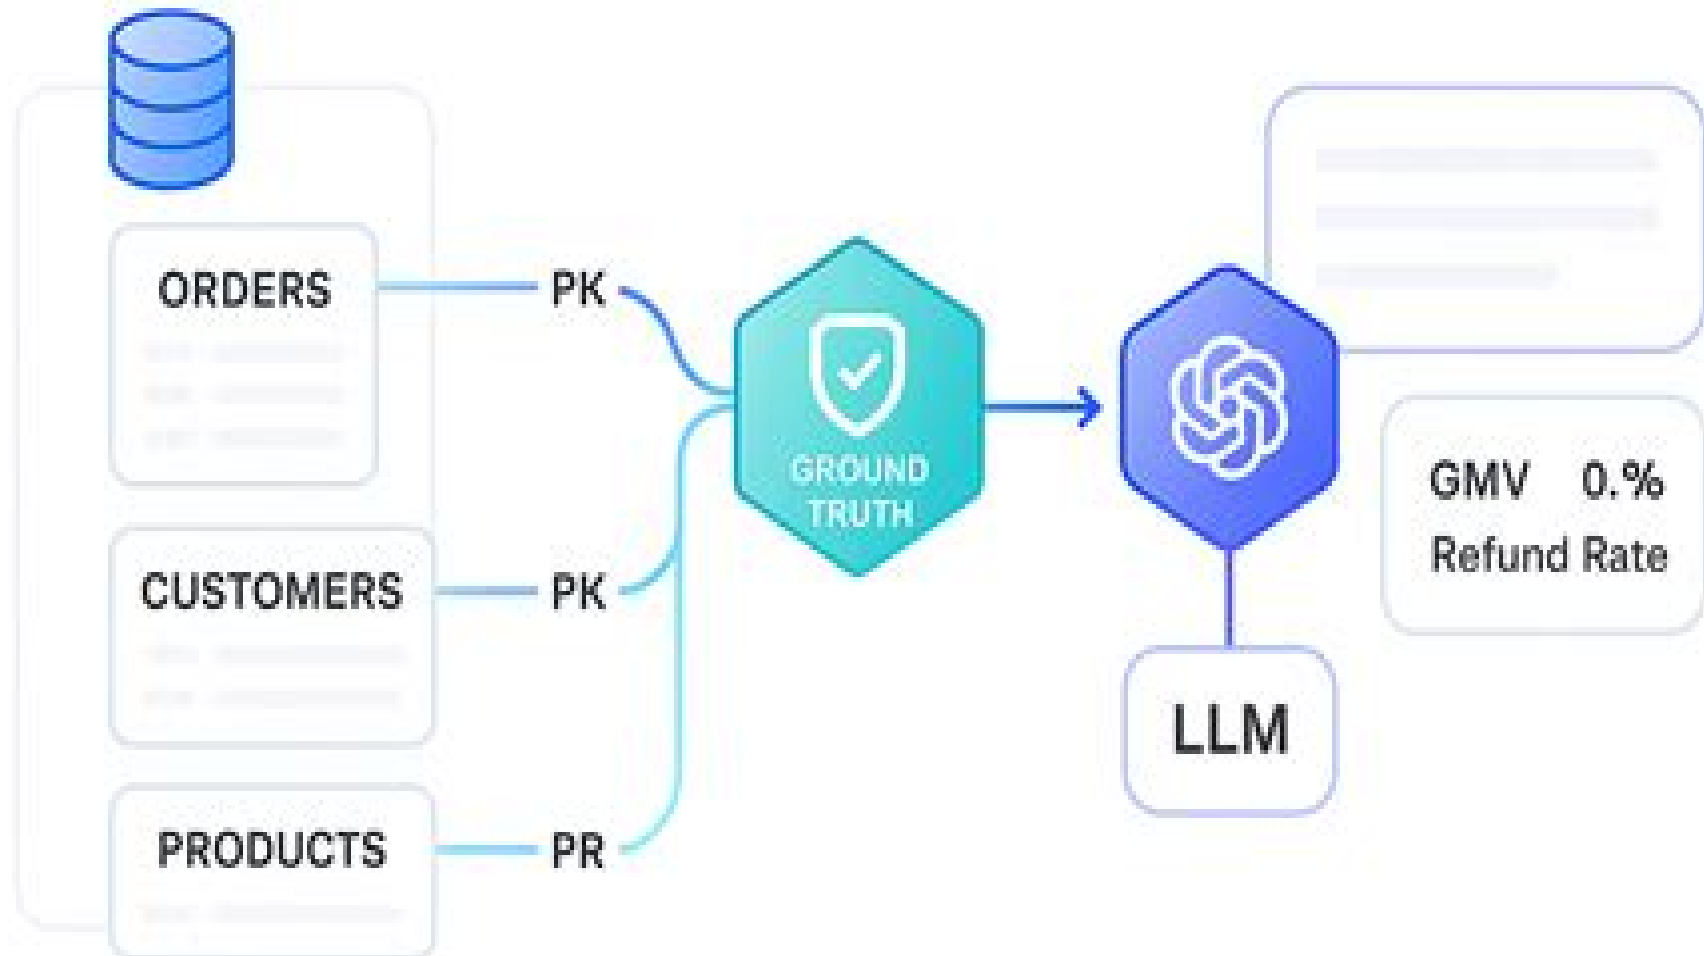 ORDERS
PK
CUSTOMERS
PK
PRODUCTS
PR
GROUND
TRUTH
LLM
GMV 0.%
Refund Rate